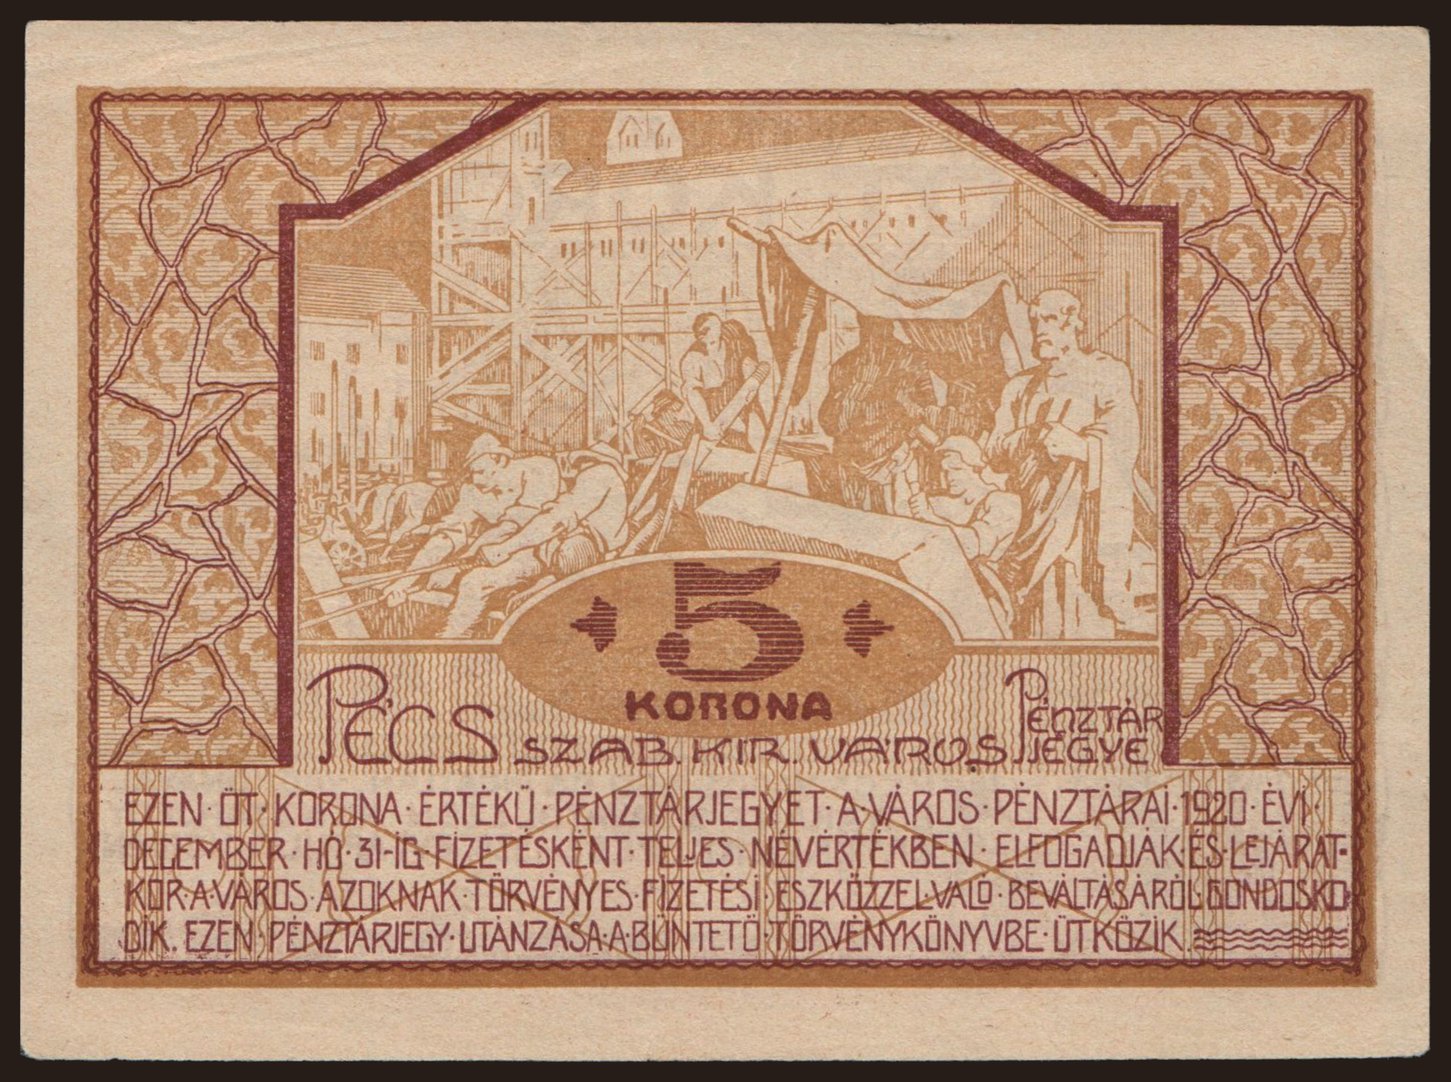 5
KORONA
PÉCS SZAB. KIR. VÁROS PÉNZTÁR
JEGYE
EZEN · ÖT · KORONA · ÉRTÉKŰ · PÉNZTÁRJEGYET · A · VÁROS · PÉNZTÁRAI · 1920 · ÉVI ·
DECEMBER · HÓ · 31-IG · FIZETÉSKÉNT · TELJES · NÉVÉRTÉKBEN · ELFOGADJÁK ÉS · LEJÁRAT-
KOR · A · VÁROS · AZOKNAK · TÖRVÉNYES · FIZETÉSI · ESZKÖZZEL VALÓ · BEVÁLTÁSÁRÓL · GONDOSKO-
DIK. EZEN · PÉNZTÁRJEGY · UTÁNZÁSA · A · BÜNTETŐ · TÖRVÉNYKÖNYVBE · ÜTKÖZIK.